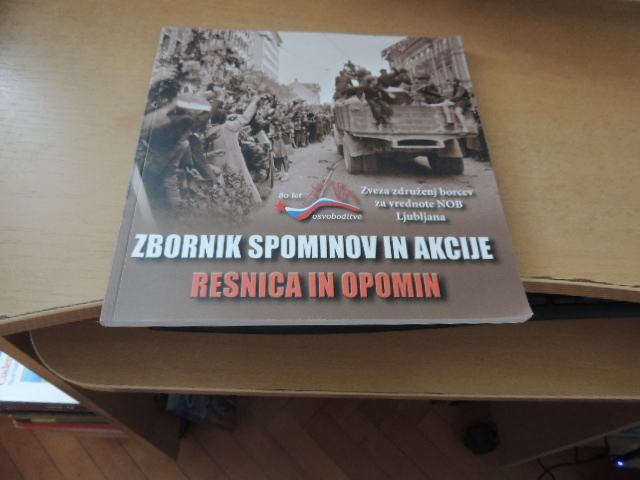 80 let
osvoboditve
Zveza združenj borcev
za vrednote NOB
Ljubljana
ZBORNIK SPOMINOV IN AKCIJE
RESNICA IN OPOMIN